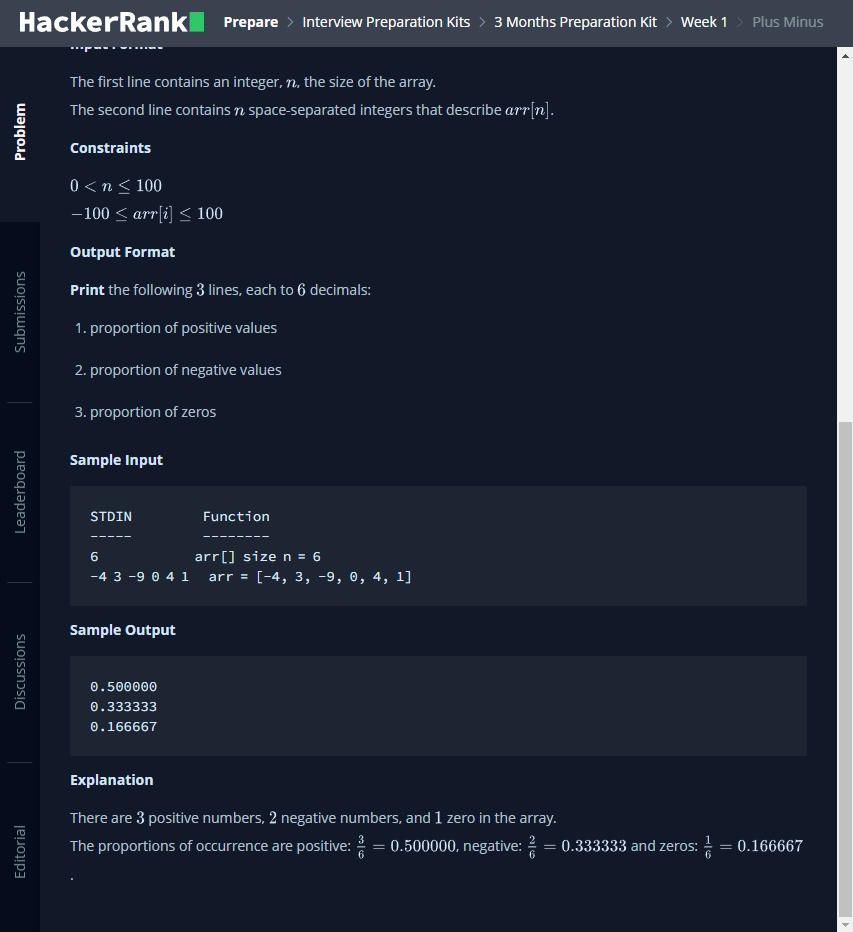 HackerRank
Prepare > Interview Preparation Kits > 3 Months Preparation Kit > Week 1 > Plus Minus
Problem
Submissions
Leaderboard
Discussions
Editorial
Input Format
The first line contains an integer, n, the size of the array.
The second line contains n space-separated integers that describe arr[n].
Constraints
0 < n ≤ 100
−100 ≤ arr[i] ≤ 100
Output Format
Print the following 3 lines, each to 6 decimals:
1. proportion of positive values
2. proportion of negative values
3. proportion of zeros
Sample Input
STDIN Function
----- --------
6 arr[] size n = 6
-4 3 -9 0 4 1 arr = [-4, 3, -9, 0, 4, 1]
Sample Output
0.500000
0.333333
0.166667
Explanation
There are 3 positive numbers, 2 negative numbers, and 1 zero in the array.
The proportions of occurrence are positive: 3/6 = 0.500000, negative: 2/6 = 0.333333 and zeros: 1/6 = 0.166667
.